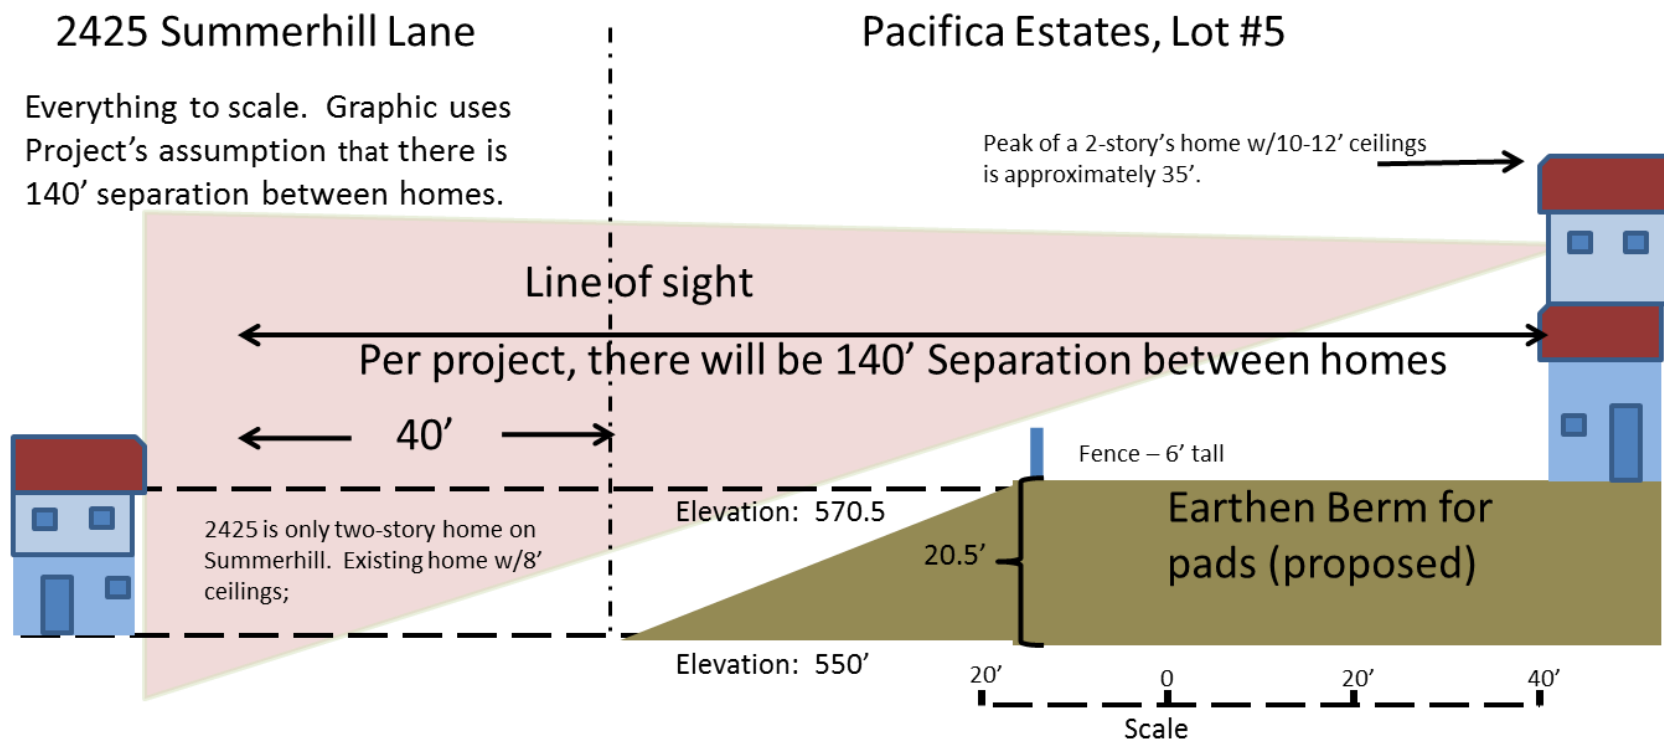 2425 Summerhill Lane
Pacifica Estates, Lot #5
Everything to scale. Graphic uses
Project’s assumption that there is
140’ separation between homes.
Peak of a 2-story’s home w/10-12’ ceilings
is approximately 35’.
Line of sight
Per project, there will be 140’ Separation between homes
40’
Fence – 6’ tall
2425 is only two-story home on
Summerhill. Existing home w/8’
ceilings;
Elevation: 570.5
20.5’
Earthen Berm for
pads (proposed)
Elevation: 550’
20’ 0 20’ 40’
Scale